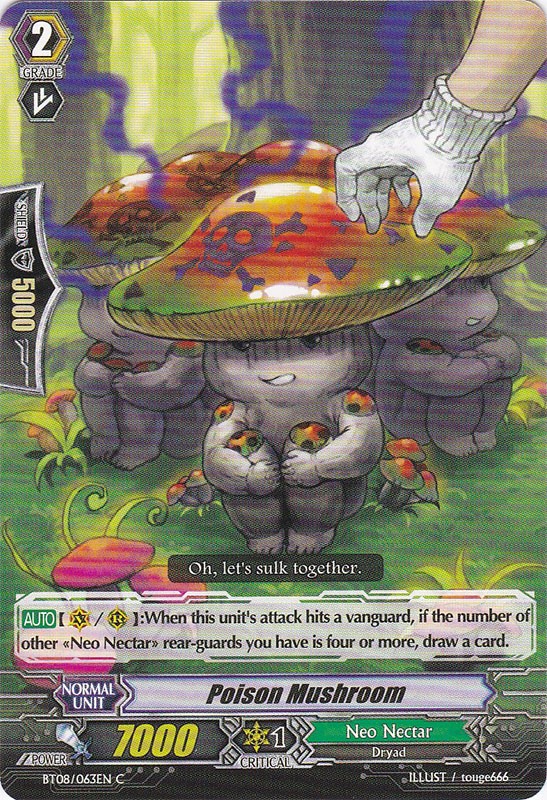 2
GRADE
SHIELD
5000
Oh, let's sulk together.
AUTO [ V / R ]:When this unit's attack hits a vanguard, if the number of
other «Neo Nectar» rear-guards you have is four or more, draw a card.
NORMAL
UNIT
Poison Mushroom
POWER
7000
1
CRITICAL
Neo Nectar
Dryad
BT08/063EN C
ILLUST / touge666